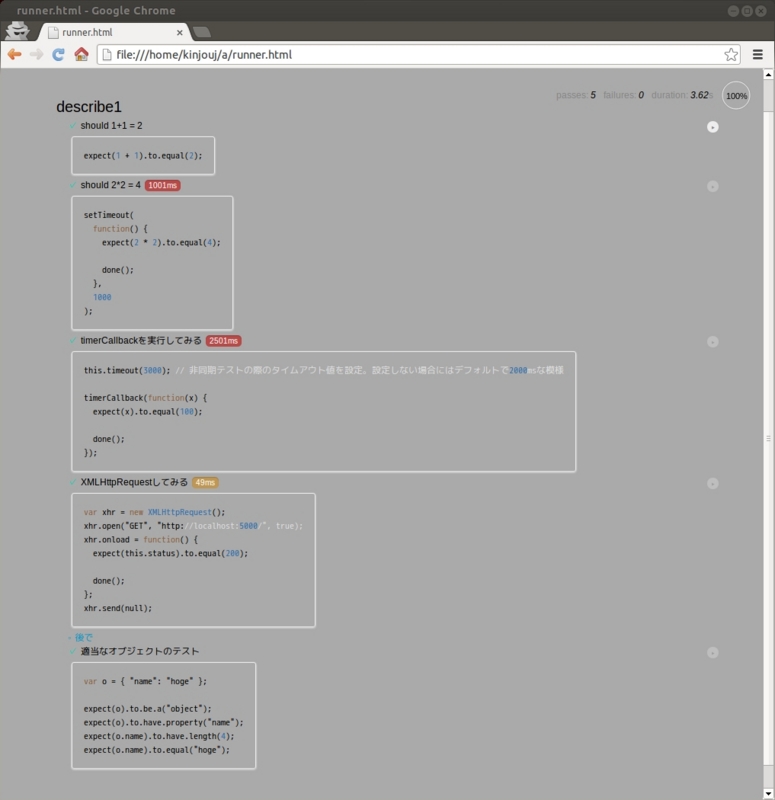 runner.html - Google Chrome
runner.html
file:///home/kinjouj/a/runner.html
passes: 5 failures: 0 duration: 3.62s 100%
describe1
✓ should 1+1 = 2
expect(1 + 1).to.equal(2);
✓ should 2*2 = 4 1001ms
setTimeout(
function() {
expect(2 * 2).to.equal(4);
done();
},
1000
);
✓ timerCallbackを実行してみる 2501ms
this.timeout(3000); // 非同期テストの際のタイムアウト値を設定。設定しない場合にはデフォルトで2000msな模様
timerCallback(function(x) {
expect(x).to.equal(100);
done();
});
✓ XMLHttpRequestしてみる 49ms
var xhr = new XMLHttpRequest();
xhr.open("GET", "http://localhost:5000/", true);
xhr.onload = function() {
expect(this.status).to.equal(200);
done();
};
xhr.send(null);
後で
✓ 適当なオブジェクトのテスト
var o = { "name": "hoge" };
expect(o).to.be.a("object");
expect(o).to.have.property("name");
expect(o.name).to.have.length(4);
expect(o.name).to.equal("hoge");